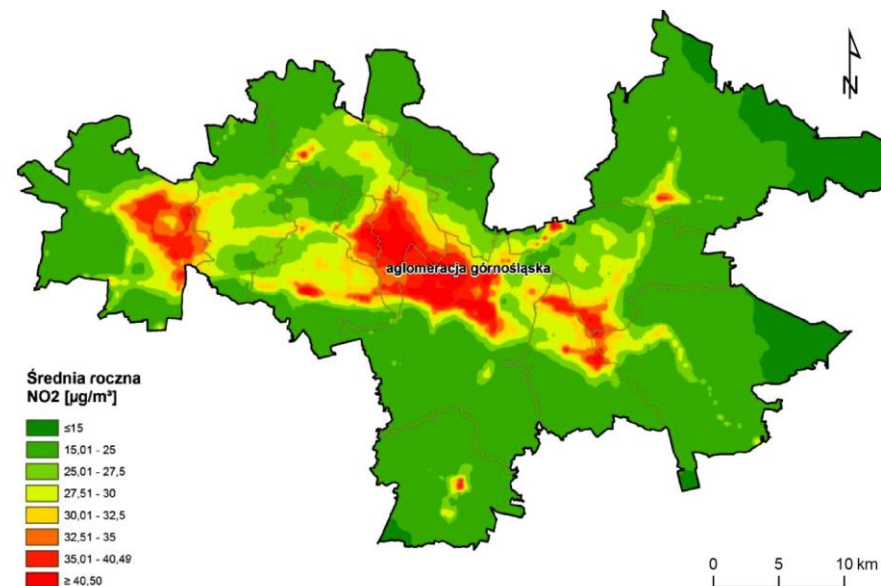 N
aglomeracja górnośląska
Średnia roczna
NO2 [µg/m³]
≤15
15,01 - 25
25,01 - 27,5
27,51 - 30
30,01 - 32,5
32,51 - 35
35,01 - 40,49
≥ 40,50
0 5 10 km